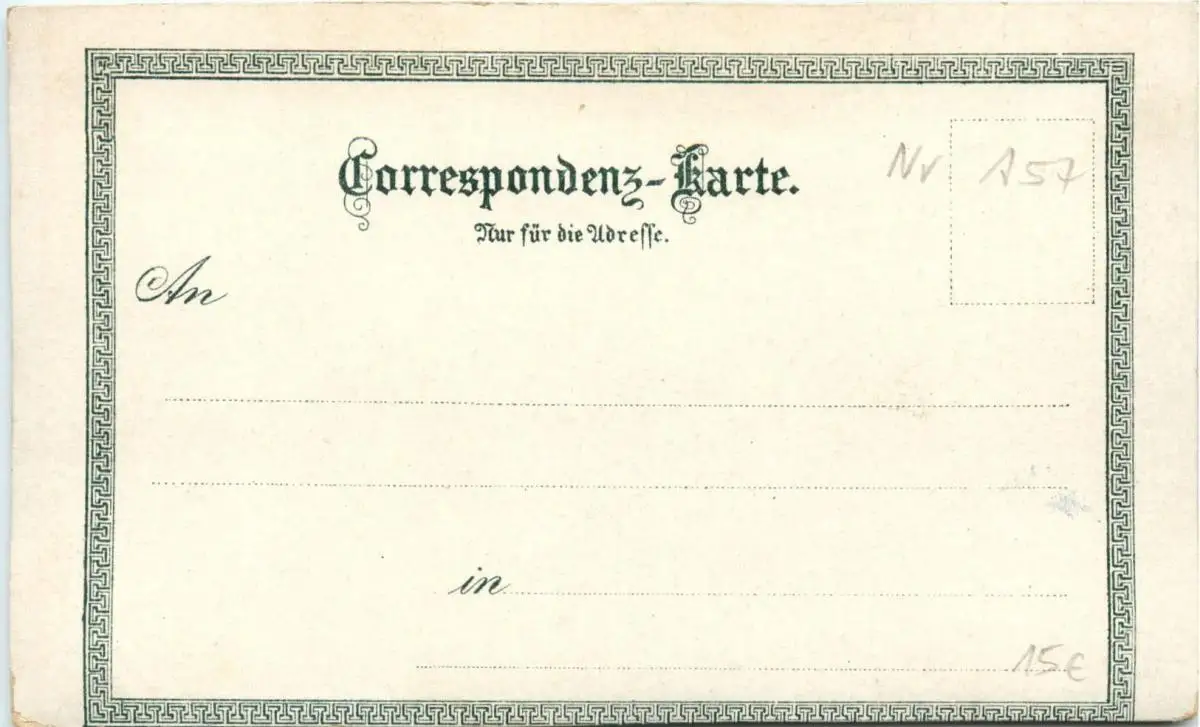 Correspondenz-Karte.
Nr 157
Nur für die Adresse.
An
in
15€